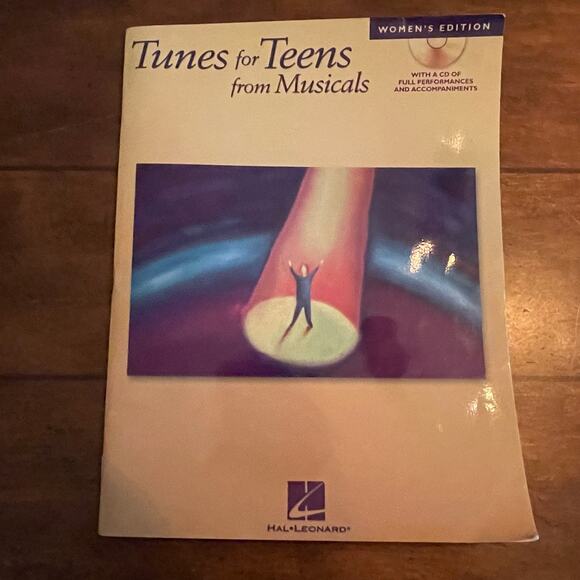 WOMEN'S EDITION
Tunes for Teens
from Musicals
WITH A CD OF
FULL PERFORMANCES
AND ACCOMPANIMENTS
HAL•LEONARD®